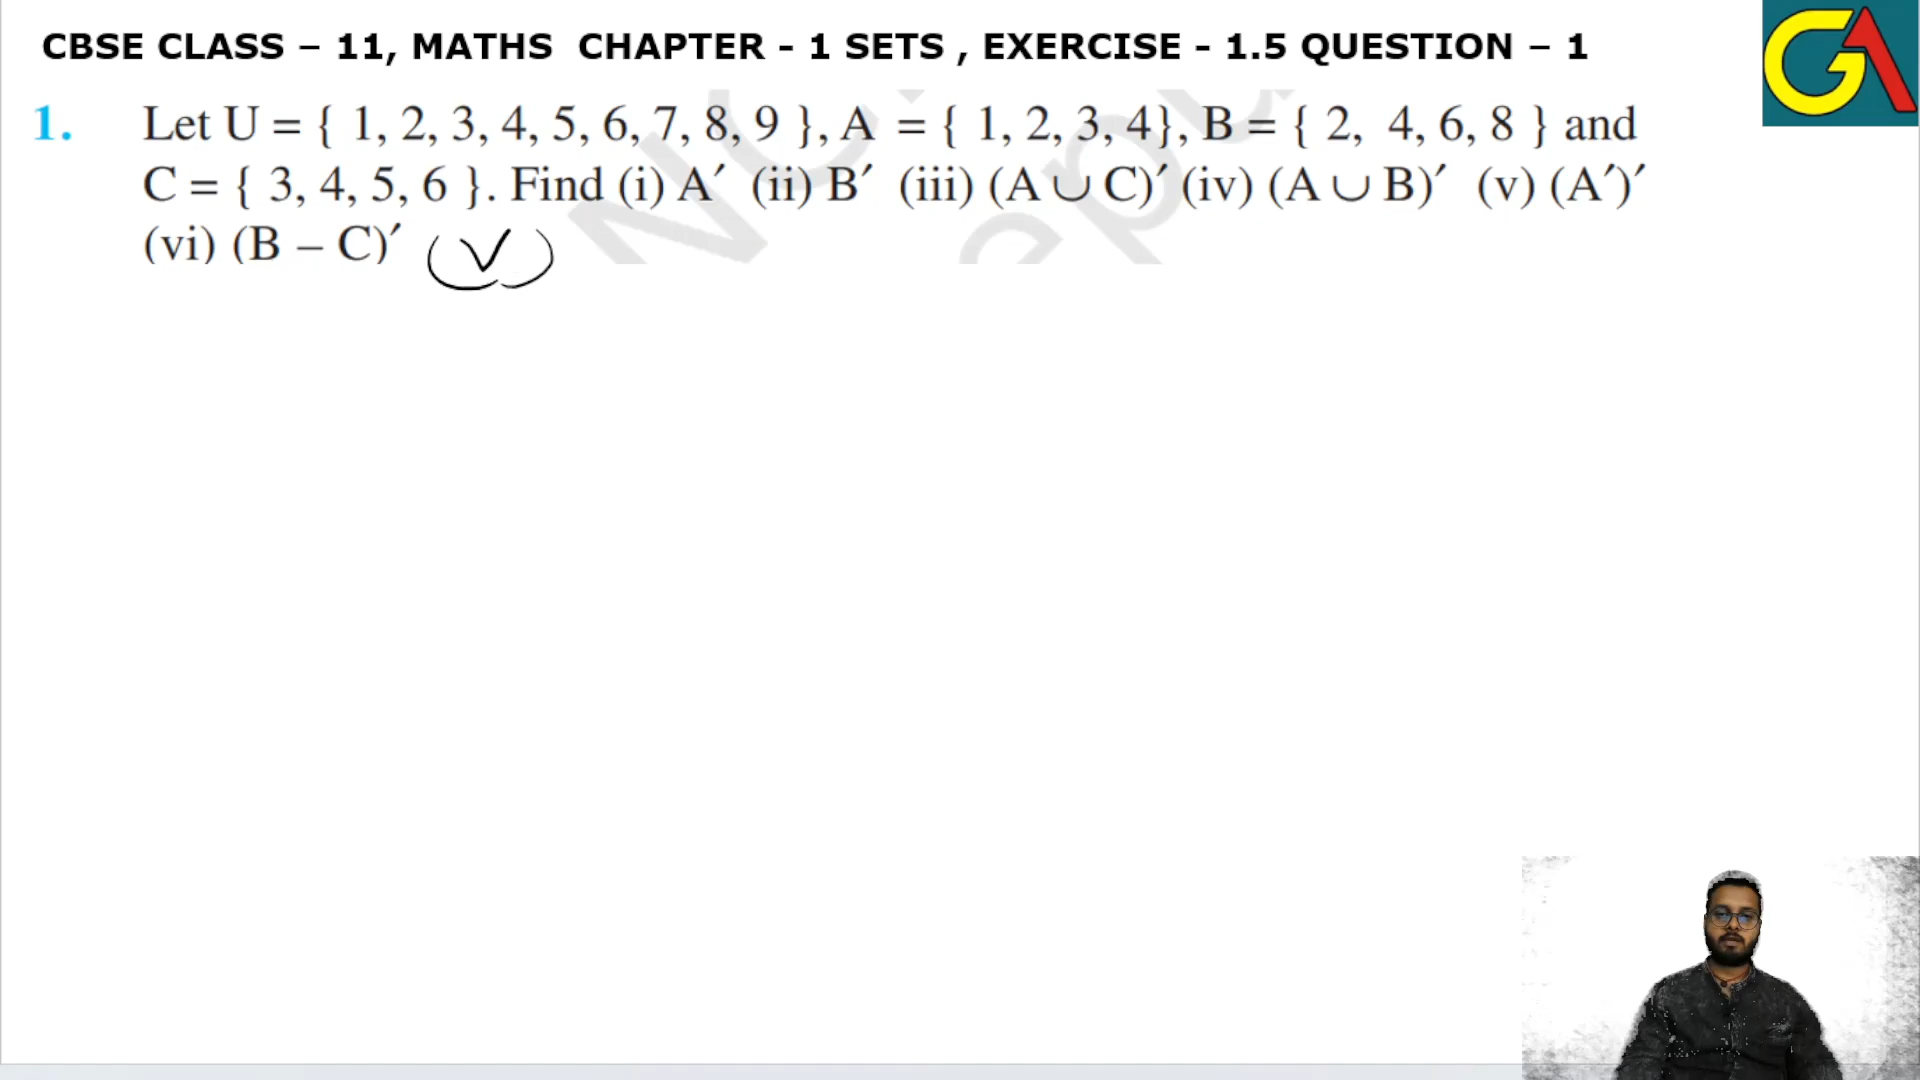 CBSE CLASS – 11, MATHS CHAPTER - 1 SETS , EXERCISE - 1.5 QUESTION – 1
GA
1. Let U = { 1, 2, 3, 4, 5, 6, 7, 8, 9 }, A = { 1, 2, 3, 4}, B = { 2, 4, 6, 8 } and
C = { 3, 4, 5, 6 }. Find (i) A′ (ii) B′ (iii) (A ∪ C)′ (iv) (A ∪ B)′ (v) (A′)′
(vi) (B – C)′ (V)